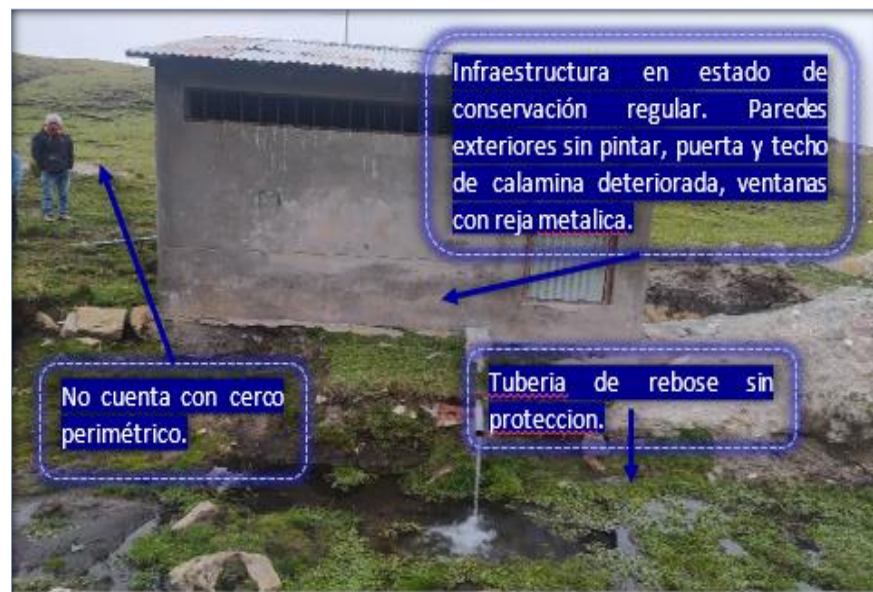 Infraestructura en estado de
conservación regular. Paredes
exteriores sin pintar, puerta y techo
de calamina deteriorada, ventanas
con reja metalica.
No cuenta con cerco
perimétrico.
Tuberia de rebose sin
proteccion.